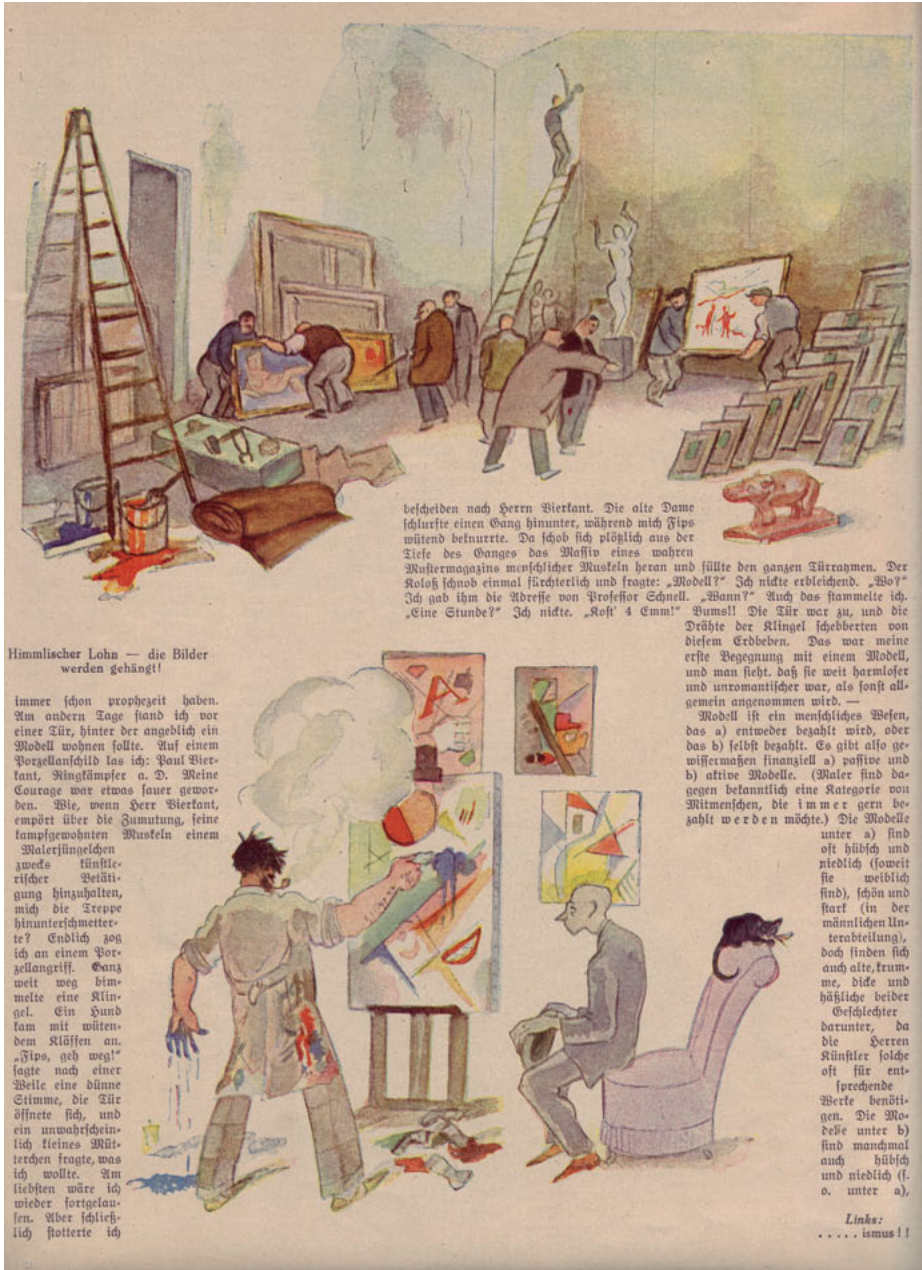 Himmlischer Lohn — die Bilder
werden gehängt!
immer schon prophezeit haben.
Am andern Tage stand ich vor
einer Tür, hinter der angeblich ein
Modell wohnen sollte. Auf einem
Porzellanschild las ich: Paul Vier-
kant, Ringkämpfer a. D. Meine
Courage war etwas sauer gewor-
den. Wie, wenn Herr Vierkant,
empört über die Zumutung, seine
kampfgewohnten Muskeln einem
Malerjüngelchen
zwecks künstle-
rischer Betäti-
gung hinzuhalten,
mich die Treppe
hinunterschmetter-
te? Endlich zog
ich an einem Por-
zellangriff. Ganz
weit weg bim-
melte eine Klin-
gel. Ein Hund
kam mit wüten-
dem Kläffen an.
„Fips, geh weg!“
sagte nach einer
Weile eine dünne
Stimme, die Tür
öffnete sich, und
ein unwahrschein-
lich kleines Müt-
terchen fragte, was
ich wollte. Am
liebsten wäre ich
wieder fortgelau-
fen. Aber schließ-
lich stotterte ich
bescheiden nach Herrn Vierkant. Die alte Dame
schlurfte einen Gang hinunter, während mich Fips
wütend beknurrte. Da schob sich plötzlich aus der
Tiefe des Ganges das Massiv eines wahren
Mustermagazins menschlicher Muskeln heran und füllte den ganzen Türrahmen. Der
Koloß schnob einmal fürchterlich und fragte: „Modell?“ Ich nickte erbleichend. „Wo?“
Ich gab ihm die Adresse von Professor Schnell. „Wann?“ Auch das stammelte ich.
„Eine Stunde?“ Ich nickte. „Kost’ 4 Emm!“ Bums!! Die Tür war zu, und die
Drähte der Klingel schebberten von
diesem Erdbeben. Das war meine
erste Begegnung mit einem Modell,
und man sieht, daß sie weit harmloser
und unromantischer war, als sonst all-
gemein angenommen wird. —
Modell ist ein menschliches Wesen,
das a) entweder bezahlt wird, oder
das b) selbst bezahlt. Es gibt also ge-
wissermaßen finanziell a) passive und
b) aktive Modelle. (Maler sind da-
gegen bekanntlich eine Kategorie von
Mitmenschen, die immer gern be-
zahlt werden möchte.) Die Modelle
unter a) sind
oft hübsch und
niedlich (soweit
sie weiblich
sind), schön und
stark (in der
männlichen Un-
terabteilung),
doch finden sich
auch alte, krum-
me, dicke und
häßliche beider
Geschlechter
darunter, da
die Herren
Künstler solche
oft für ent-
sprechende
Werke benöti-
gen. Die Mo-
delle unter b)
sind manchmal
auch hübsch
und niedlich (s.
o. unter a),
Links:
. . . . . ismus!!